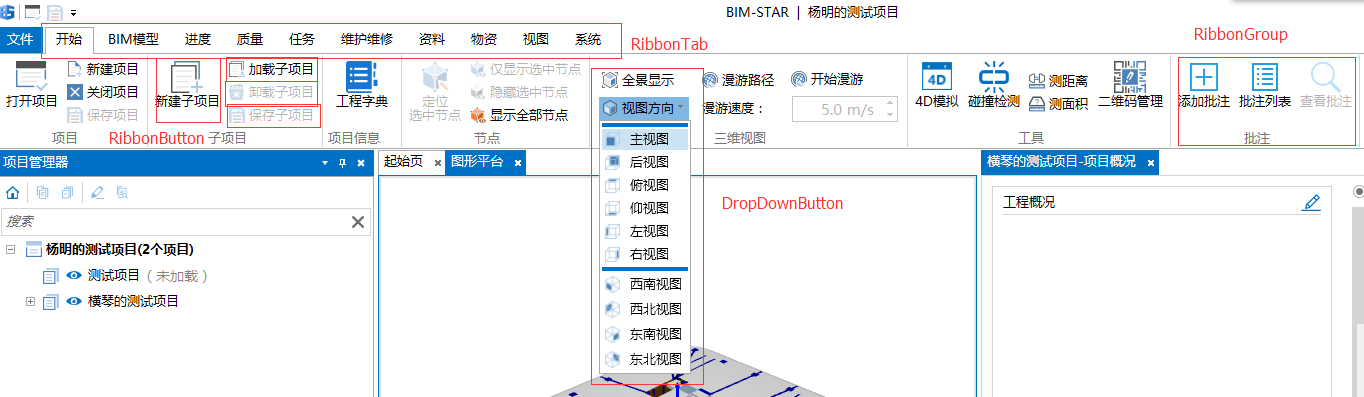 BIM-STAR | 杨明的测试项目
文件 开始 BIM模型 进度 质量 任务 维护维修 资料 物资 视图 系统
RibbonTab
RibbonGroup
打开项目
新建项目
关闭项目
保存项目
项目
新建子项目
加载子项目
卸载子项目
保存子项目
RibbonButton
子项目
工程字典
项目信息
定位
选中节点
仅显示选中节点
隐藏选中节点
显示全部节点
节点
全景显示
视图方向
漫游路径
开始漫游
漫游速度：
5.0 m/s
三维视图
4D
4D模拟
碰撞检测
测距离
测面积
二维码管理
工具
添加批注
批注列表
查看批注
批注
主视图
后视图
俯视图
仰视图
左视图
右视图
西南视图
西北视图
东南视图
东北视图
DropDownButton
项目管理器
搜索
杨明的测试项目(2个项目)
测试项目（未加载）
横琴的测试项目
起始页
图形平台
横琴的测试项目-项目概况
工程概况